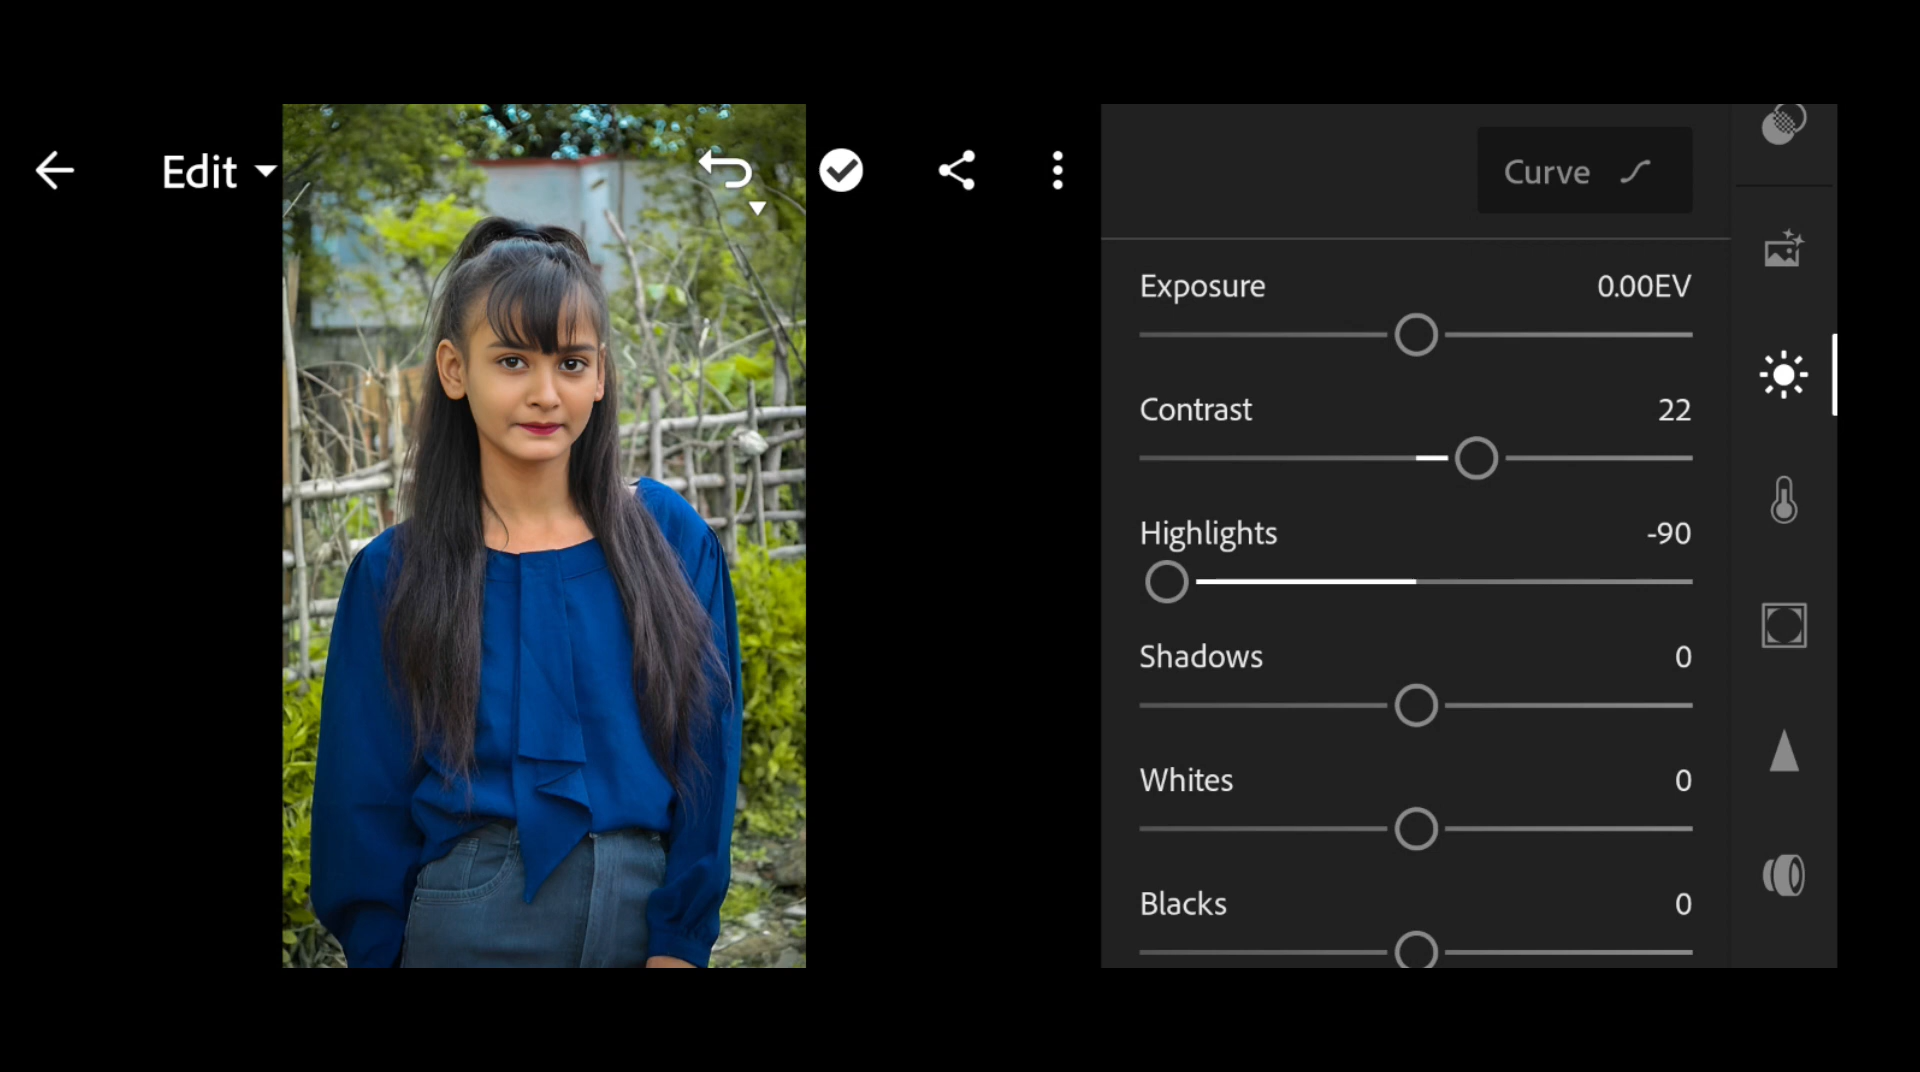 Edit
Curve
Exposure 0.00EV
Contrast 22
Highlights -90
Shadows 0
Whites 0
Blacks 0